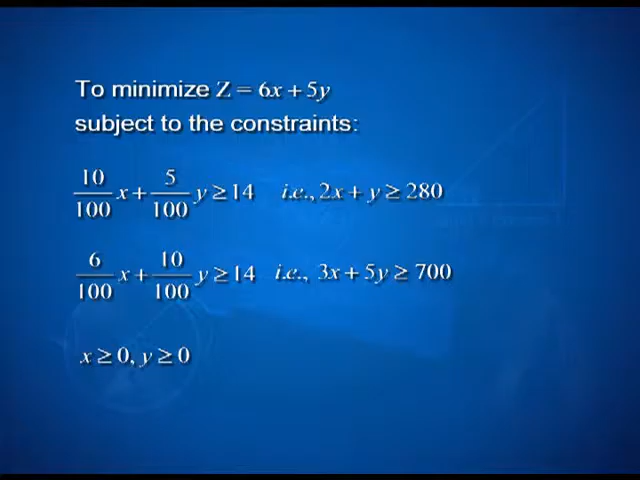 To minimize Z = 6x + 5y
subject to the constraints:
10/100 x + 5/100 y ≥ 14 i.e., 2x + y ≥ 280
6/100 x + 10/100 y ≥ 14 i.e., 3x + 5y ≥ 700
x ≥ 0, y ≥ 0